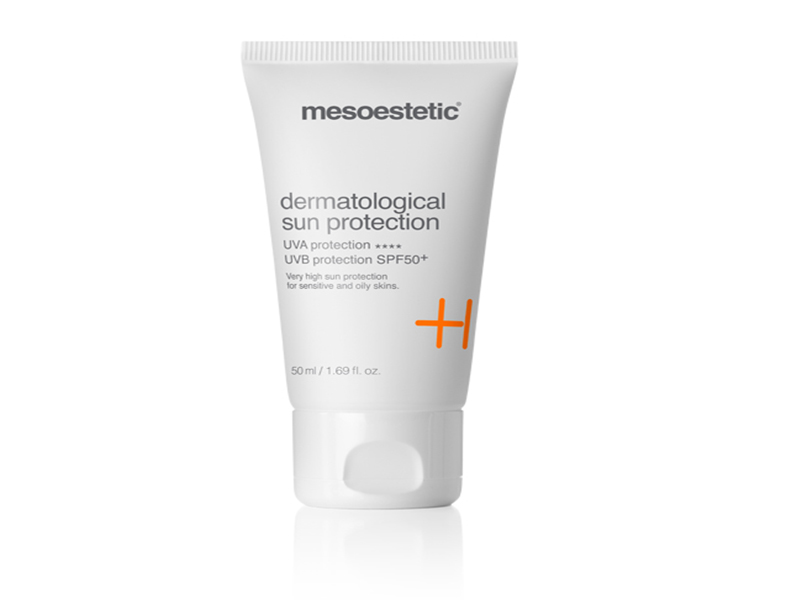 mesoestetic®
dermatological
sun protection
UVA protection ★★★★
UVB protection SPF50+
Very high sun protection
for sensitive and oily skins.
50 ml / 1.69 fl. oz.